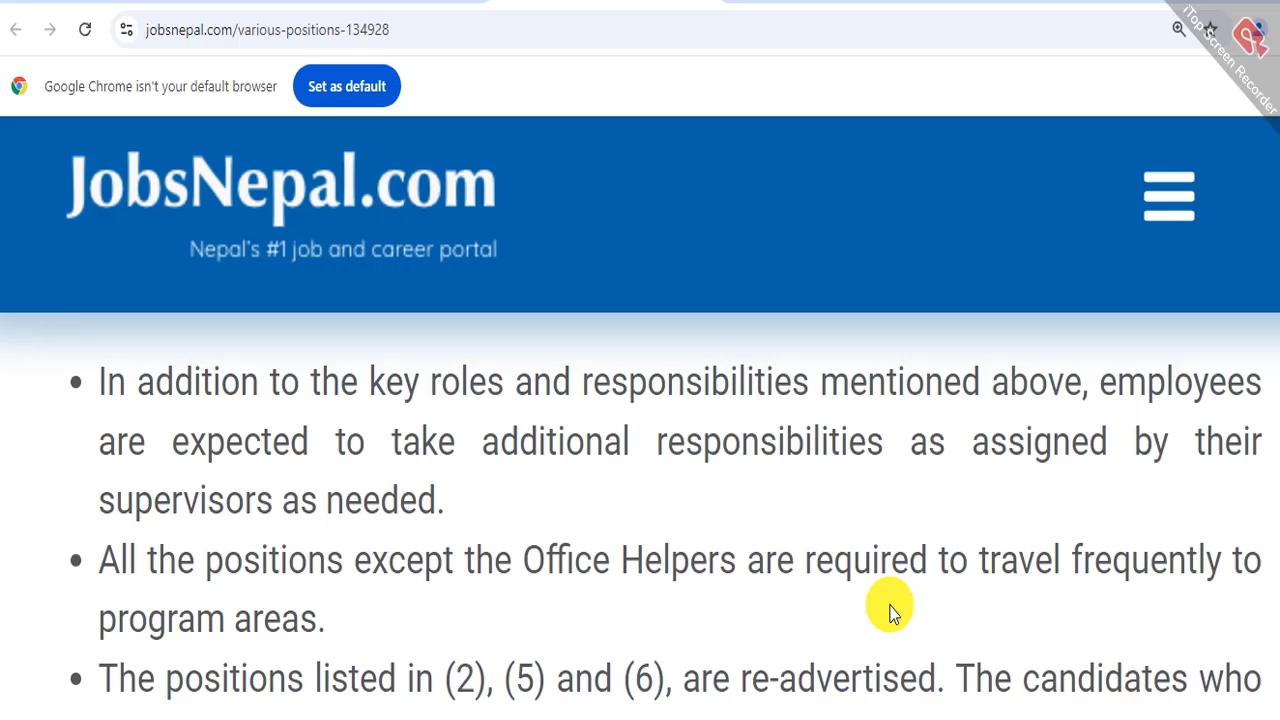 jobsnepal.com/various-positions-134928
iTop Screen Recorder
Google Chrome isn't your default browser
Set as default
JobsNepal.com
Nepal's #1 job and career portal
• In addition to the key roles and responsibilities mentioned above, employees
are expected to take additional responsibilities as assigned by their
supervisors as needed.
• All the positions except the Office Helpers are required to travel frequently to
program areas.
• The positions listed in (2), (5) and (6), are re-advertised. The candidates who